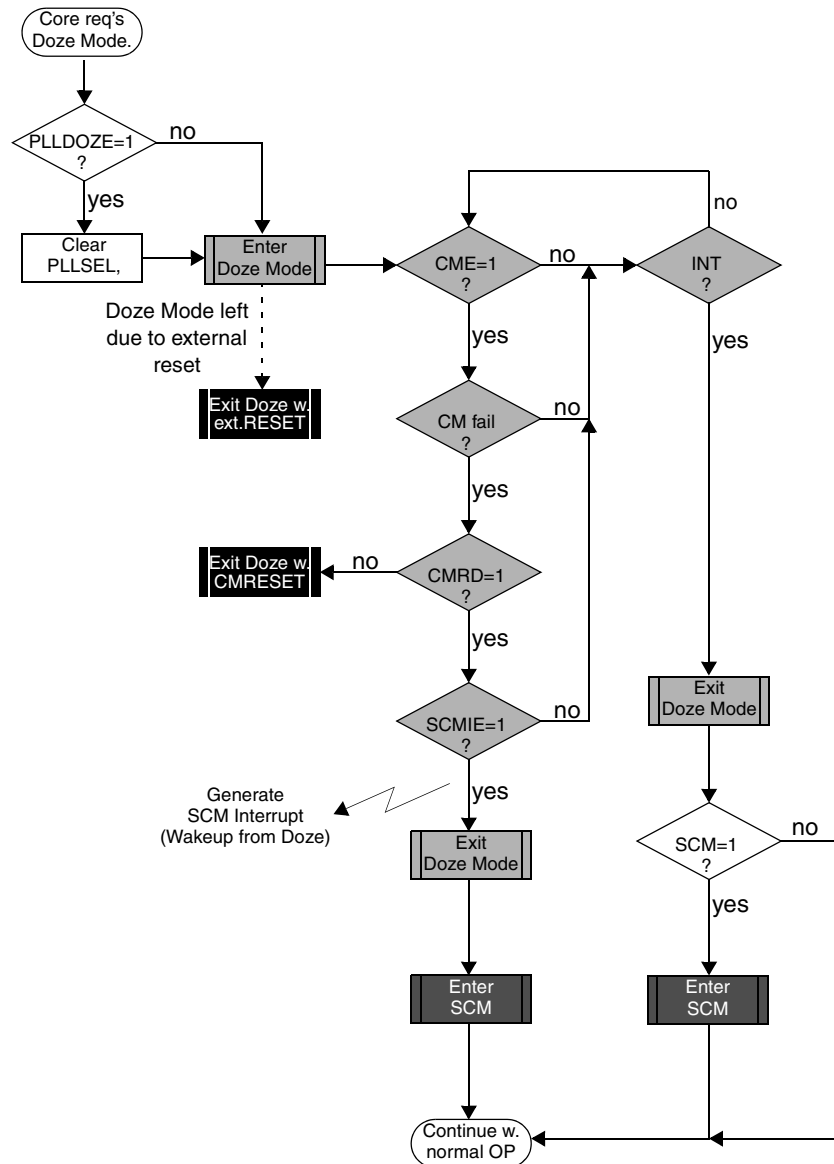 Core req's
Doze Mode.
PLLDOZE=1
?
no
yes
Clear
PLLSEL,
Enter
Doze Mode
Doze Mode left
due to external
reset
Exit Doze w.
ext.RESET
CME=1
?
no
yes
INT
?
no
yes
CM fail
?
no
yes
CMRD=1
?
no
yes
Exit Doze w.
CMRESET
SCMIE=1
?
no
yes
Generate
SCM Interrupt
(Wakeup from Doze)
Exit
Doze Mode
Enter
SCM
Exit
Doze Mode
SCM=1
?
no
yes
Enter
SCM
Continue w.
normal OP